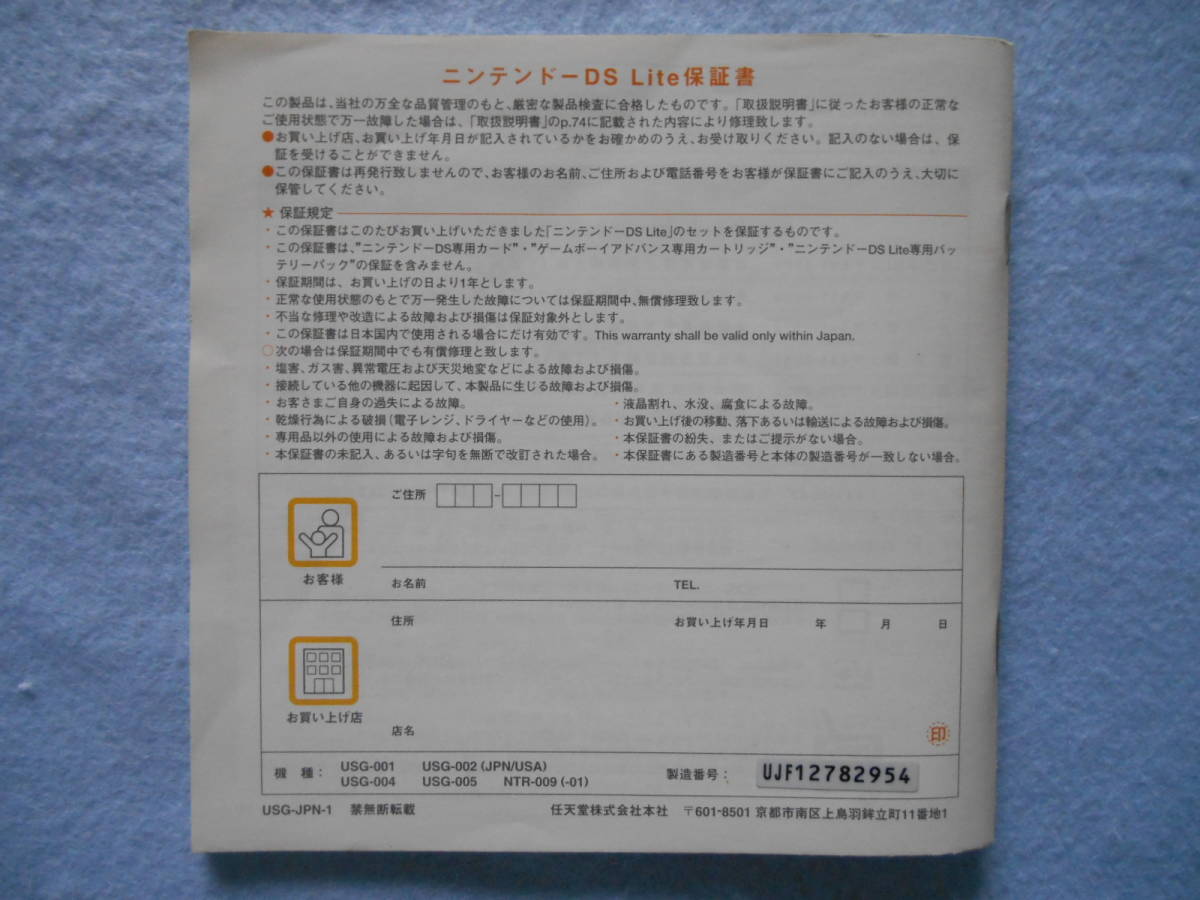 ニンテンドーDS Lite保証書
この製品は、当社の万全な品質管理のもと、厳密な製品検査に合格したものです。「取扱説明書」に従ったお客様の正常な
ご使用状態で万一故障した場合は、「取扱説明書」のp.74に記載された内容により修理致します。
●お買い上げ店、お買い上げ年月日が記入されているかをお確かめのうえ、お受け取りください。記入のない場合は、保
証を受けることができません。
●この保証書は再発行致しませんので、お客様のお名前、ご住所および電話番号をお客様が保証書にご記入のうえ、大切に
保管してください。
★ 保証規定
・この保証書はこのたびお買い上げいただきました「ニンテンドーDS Lite」のセットを保証するものです。
・この保証書は、"ニンテンドーDS専用カード"・"ゲームボーイアドバンス専用カートリッジ"・"ニンテンドーDS Lite専用バッ
テリーパック"の保証を含みません。
・保証期間は、お買い上げの日より1年とします。
・正常な使用状態のもとで万一発生した故障については保証期間中、無償修理致します。
・不当な修理や改造による故障および損傷は保証対象外とします。
・この保証書は日本国内で使用される場合にだけ有効です。This warranty shall be valid only within Japan.
○次の場合は保証期間中でも有償修理と致します。
・塩害、ガス害、異常電圧および天災地変などによる故障および損傷。
・接続している他の機器に起因して、本製品に生じる故障および損傷。
・お客さまご自身の過失による故障。 ・液晶割れ、水没、腐食による故障。
・乾燥行為による破損(電子レンジ、ドライヤーなどの使用)。 ・お買い上げ後の移動、落下あるいは輸送による故障および損傷。
・専用品以外の使用による故障および損傷。 ・本保証書の紛失、またはご提示がない場合。
・本保証書の未記入、あるいは字句を無断で改訂された場合。 ・本保証書にある製造番号と本体の製造番号が一致しない場合。
ご住所 -
お客様
お名前 TEL.
住所 お買い上げ年月日 年 月 日
お買い上げ店
店名 印
機 種: USG-001 USG-002 (JPN/USA)
USG-004 USG-005 NTR-009 (-01)
製造番号: UJF12782954
USG-JPN-1 禁無断転載 任天堂株式会社本社 〒601-8501 京都市南区上鳥羽鉾立町11番地1